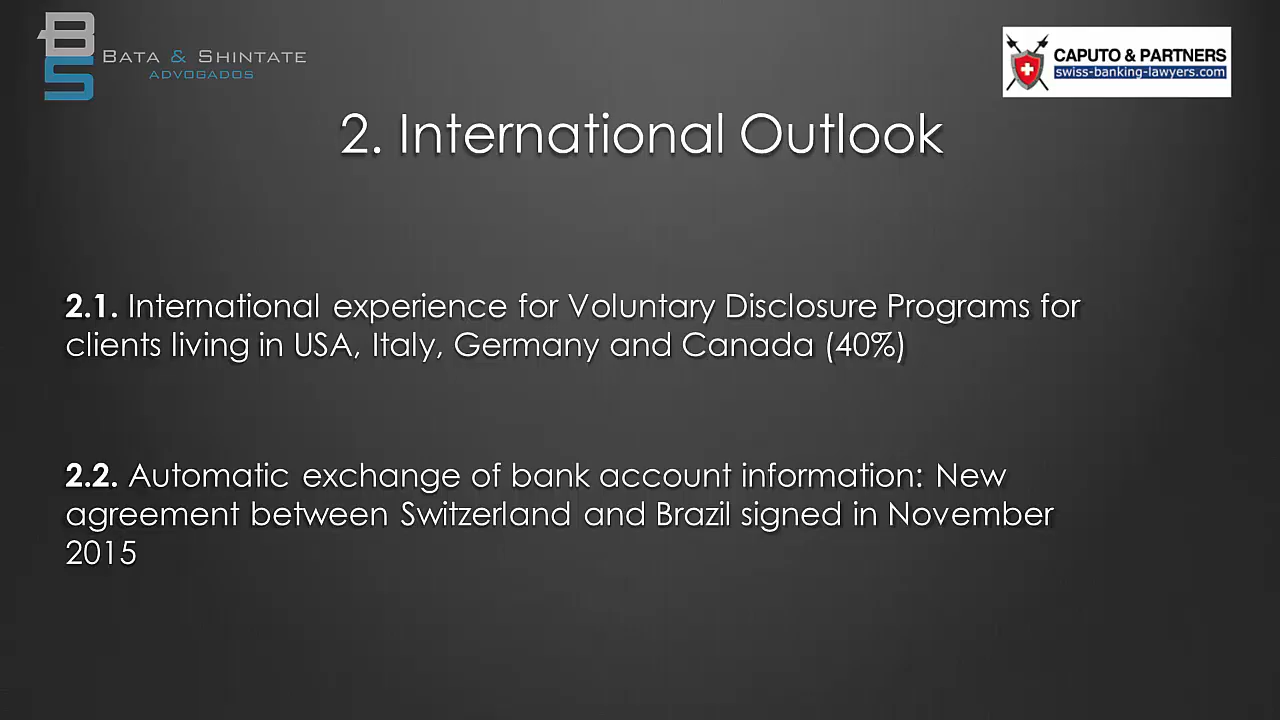 BS
BATA & SHINTATE
ADVOGADOS
CAPUTO & PARTNERS
swiss-banking-lawyers.com
2. International Outlook
2.1. International experience for Voluntary Disclosure Programs for
clients living in USA, Italy, Germany and Canada (40%)
2.2. Automatic exchange of bank account information: New
agreement between Switzerland and Brazil signed in November
2015